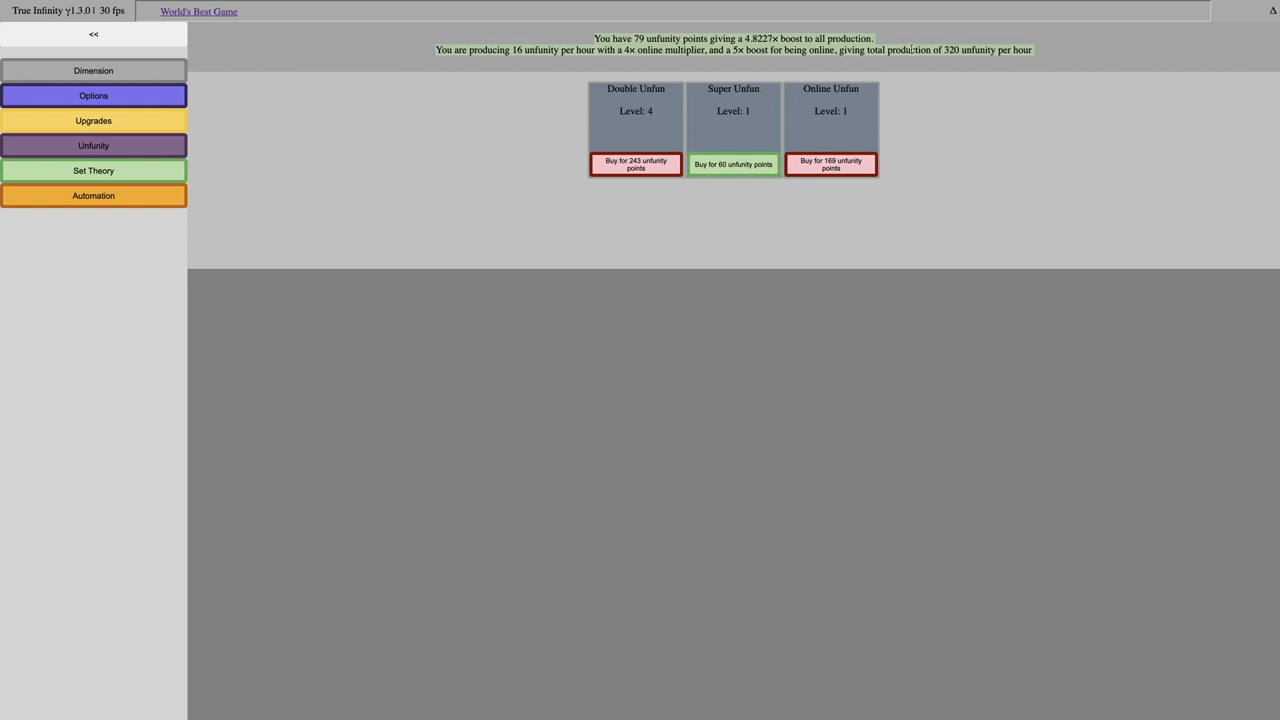 True Infinity γ1.3.0 | 30 fps
World's Best Game
Δ
<<
You have 79 unfunity points giving a 4.8227× boost to all production.
You are producing 16 unfunity per hour with a 4× online multiplier, and a 5× boost for being online, giving total production of 320 unfunity per hour
Dimension
Options
Upgrades
Unfunity
Set Theory
Automation
Double Unfun
Level: 4
Buy for 243 unfunity
points
Super Unfun
Level: 1
Buy for 60 unfunity points
Online Unfun
Level: 1
Buy for 169 unfunity
points